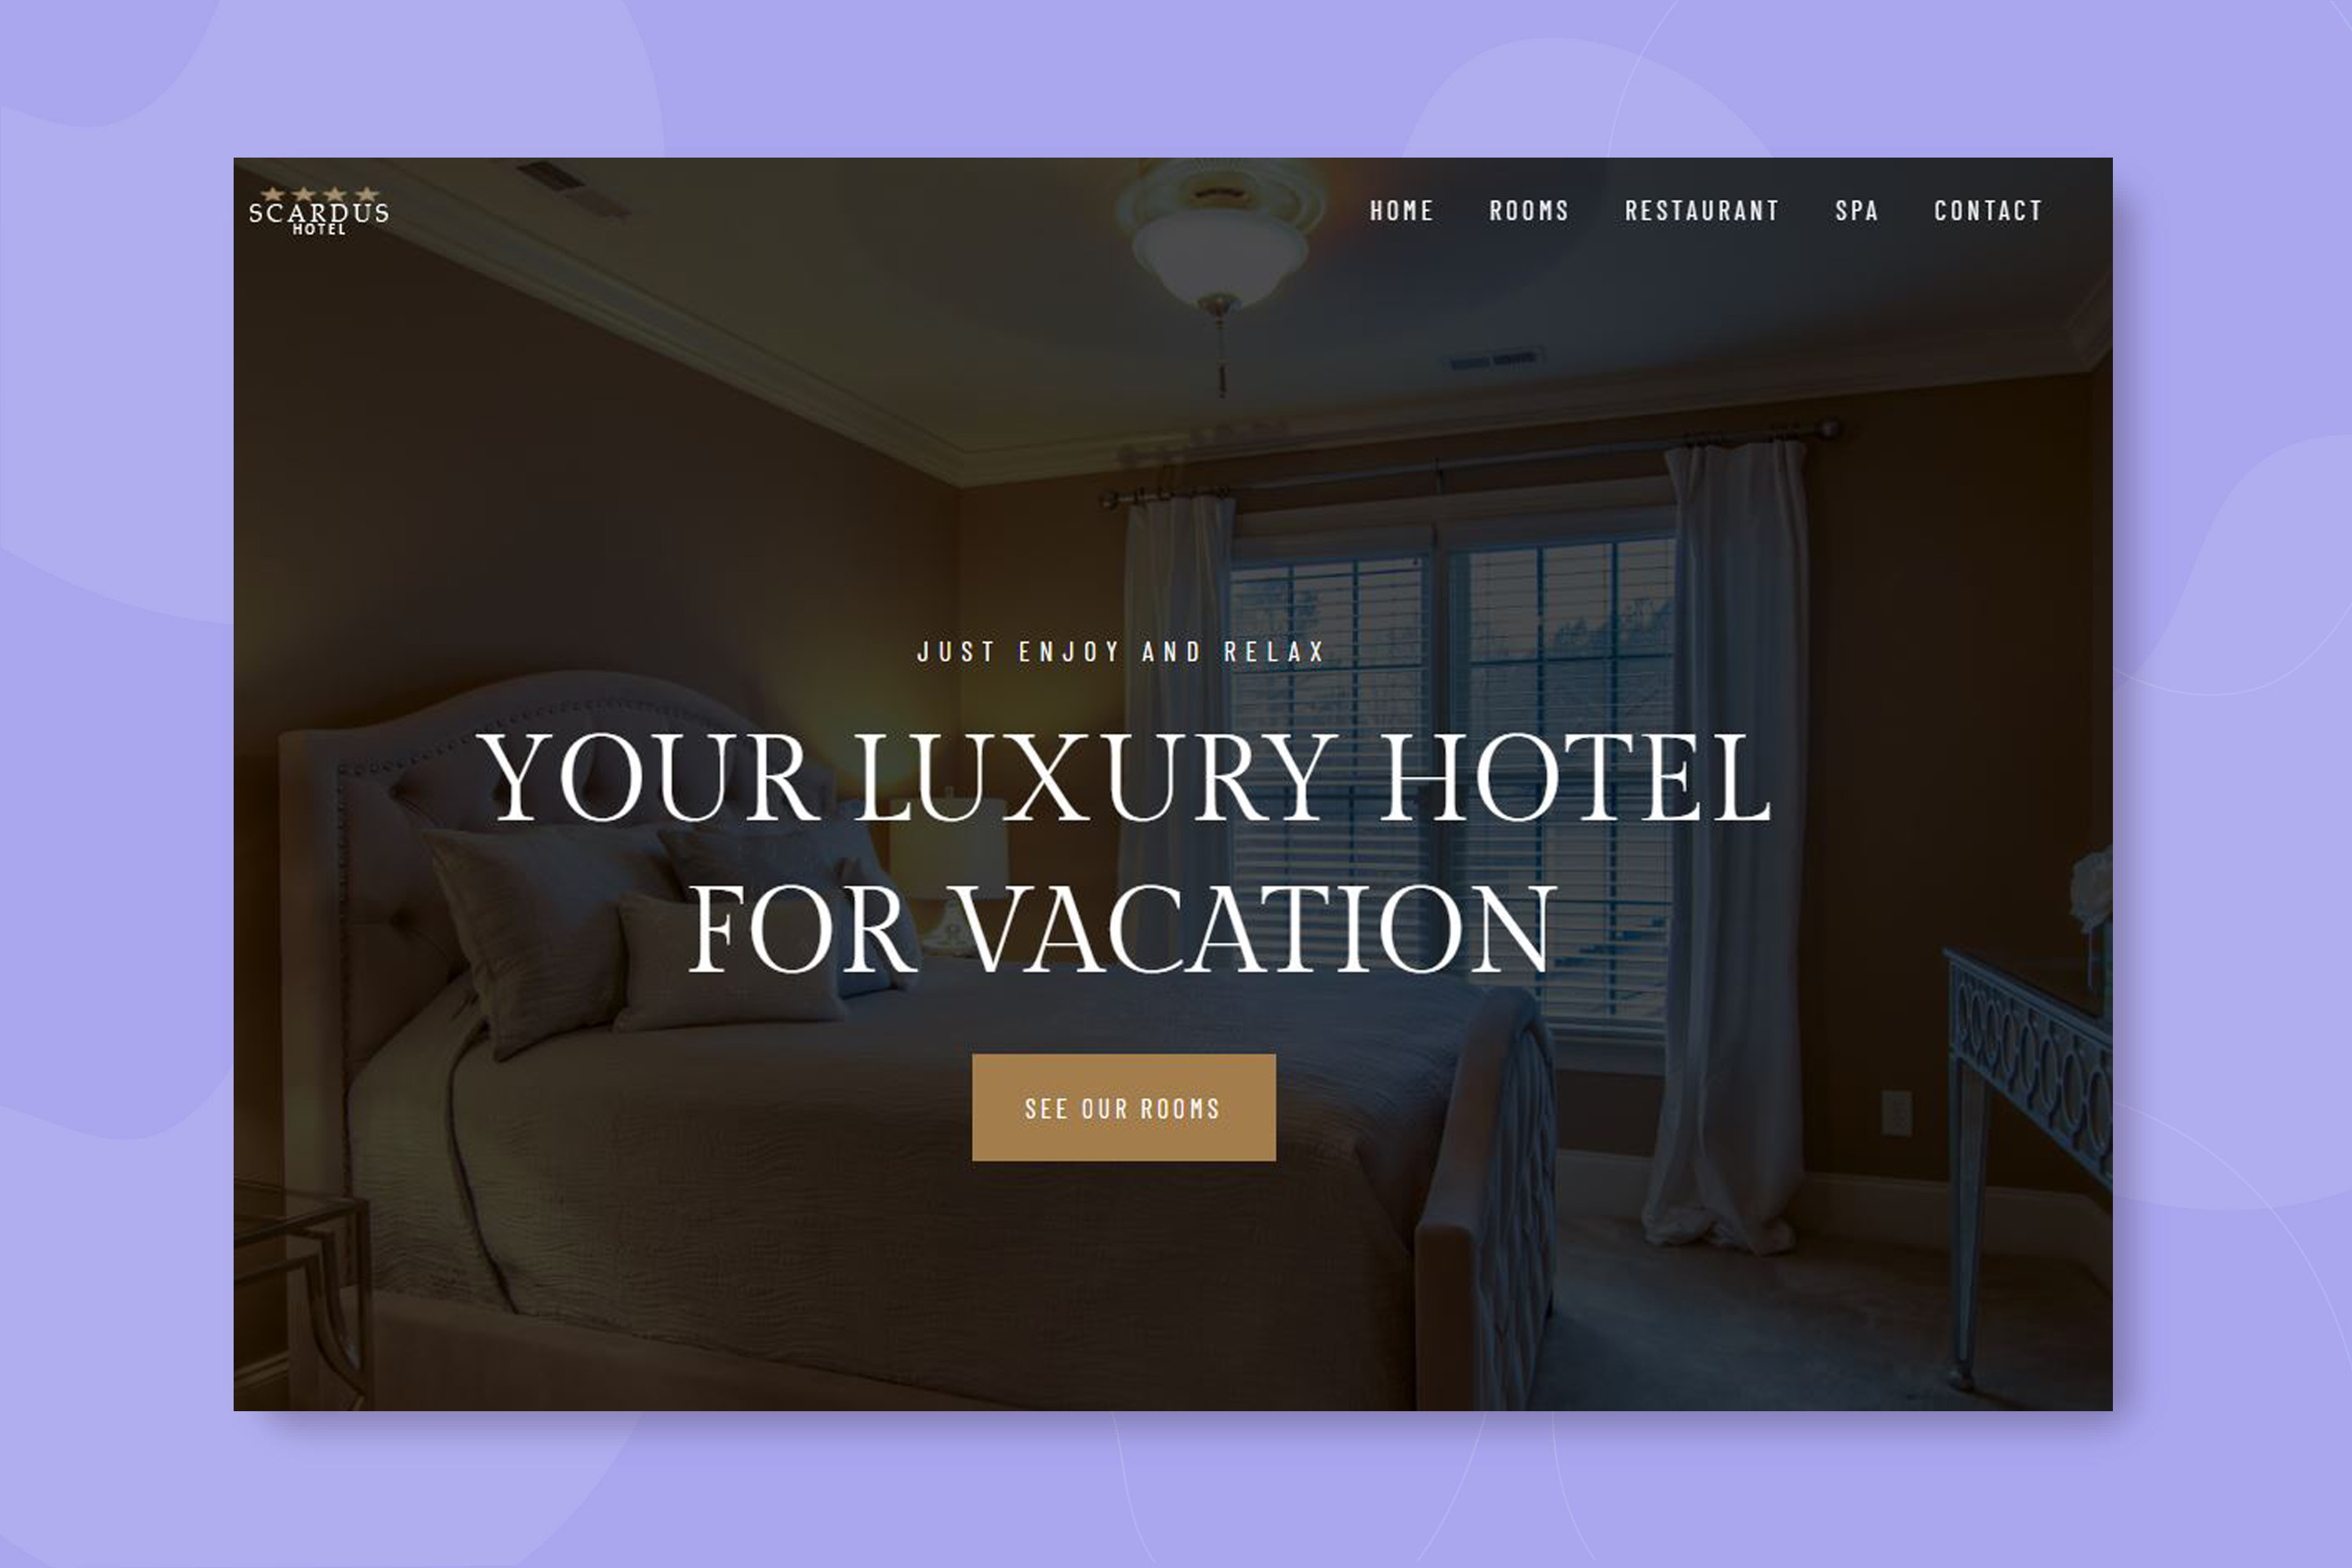 SCARDUS
HOTEL
HOME ROOMS RESTAURANT SPA CONTACT
JUST ENJOY AND RELAX
YOUR LUXURY HOTEL
FOR VACATION
SEE OUR ROOMS